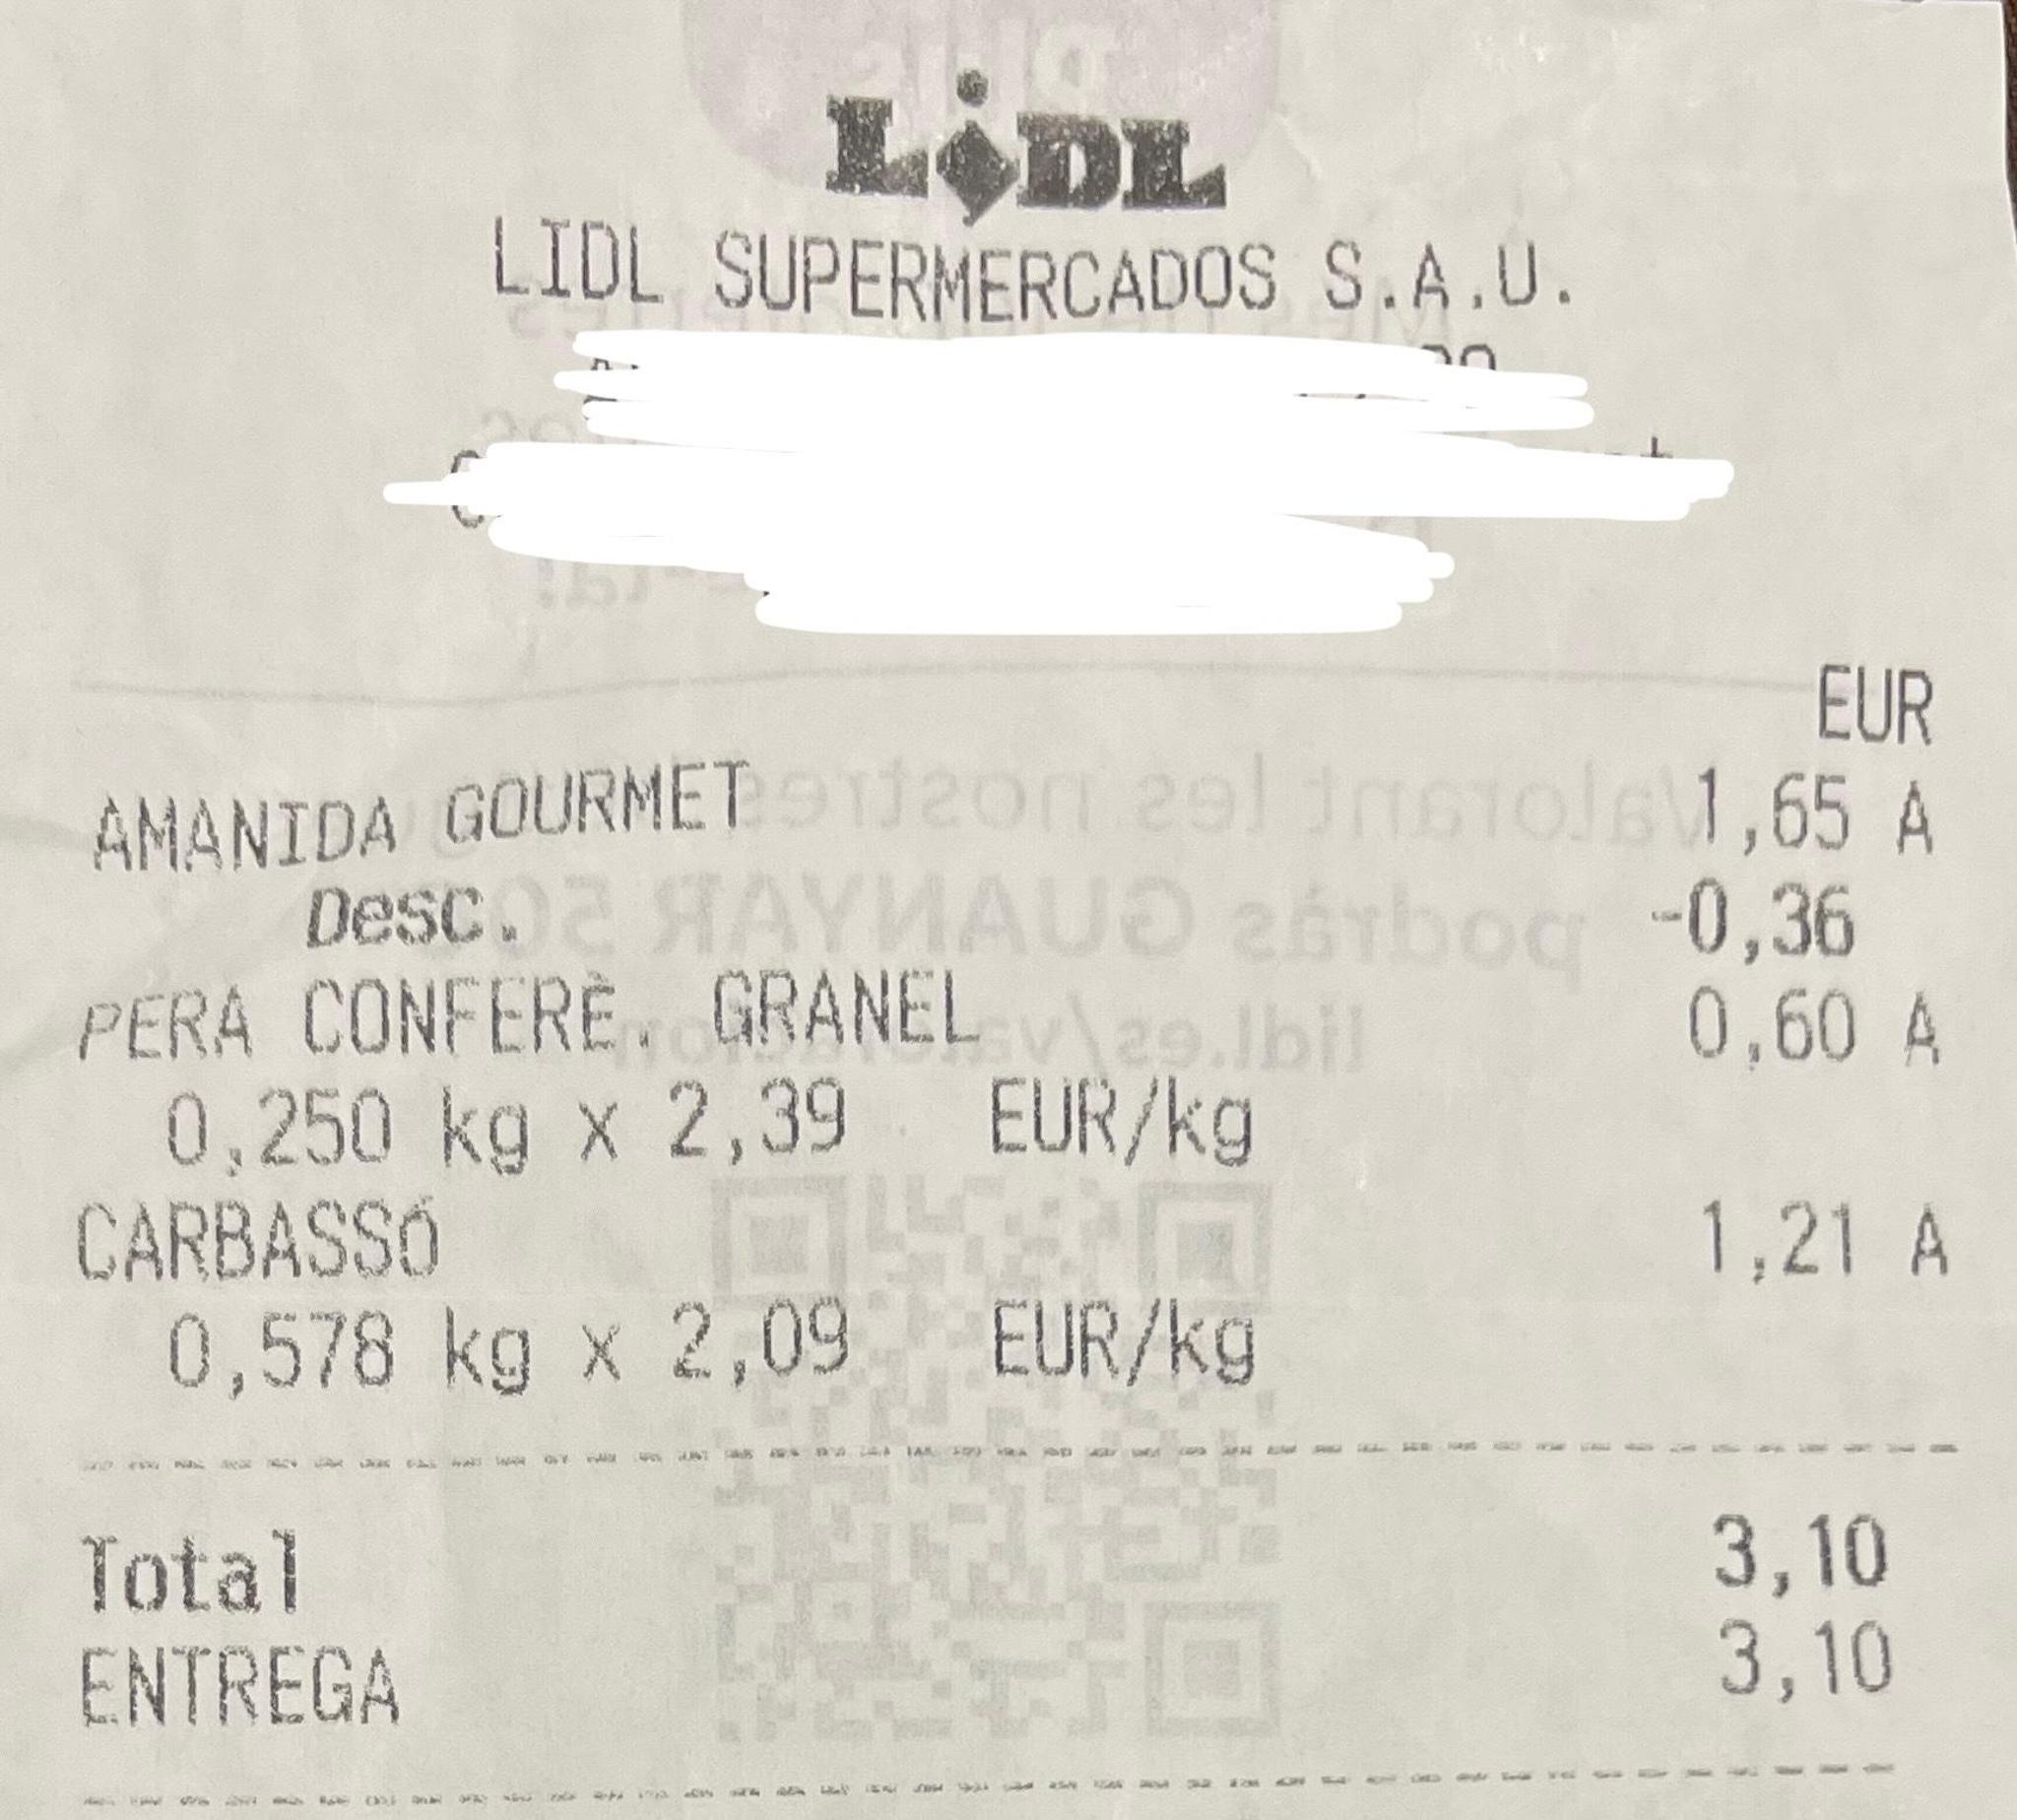 LIDL
LIDL SUPERMERCADOS S.A.U.
EUR
AMANIDA GOURMET 1,65 A
Desc. -0,36
PERA CONFERÈ. GRANEL 0,60 A
0,250 kg x 2,39 EUR/kg
CARBASSÓ 1,21 A
0,578 kg x 2,09 EUR/kg
Total 3,10
ENTREGA 3,10